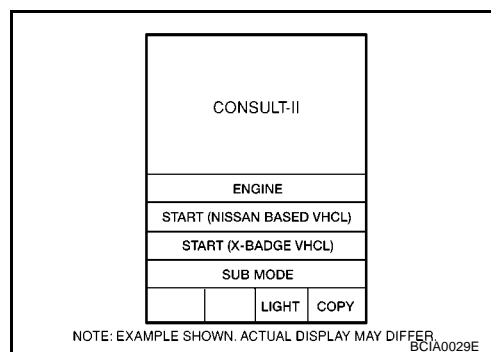 CONSULT-II
ENGINE
START (NISSAN BASED VHCL)
START (X-BADGE VHCL)
SUB MODE
LIGHT COPY
NOTE: EXAMPLE SHOWN. ACTUAL DISPLAY MAY DIFFER.
BCIA0029E